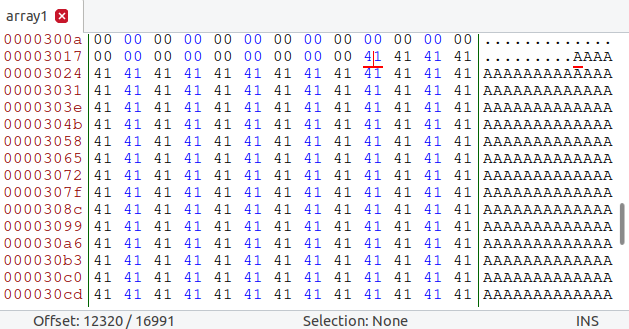 array1
0000300a 00 00 00 00 00 00 00 00 00 00 00 00 00 .............
00003017 00 00 00 00 00 00 00 00 00 41 41 41 41 .........AAAA
00003024 41 41 41 41 41 41 41 41 41 41 41 41 41 AAAAAAAAAAAAA
00003031 41 41 41 41 41 41 41 41 41 41 41 41 41 AAAAAAAAAAAAA
0000303e 41 41 41 41 41 41 41 41 41 41 41 41 41 AAAAAAAAAAAAA
0000304b 41 41 41 41 41 41 41 41 41 41 41 41 41 AAAAAAAAAAAAA
00003058 41 41 41 41 41 41 41 41 41 41 41 41 41 AAAAAAAAAAAAA
00003065 41 41 41 41 41 41 41 41 41 41 41 41 41 AAAAAAAAAAAAA
00003072 41 41 41 41 41 41 41 41 41 41 41 41 41 AAAAAAAAAAAAA
0000307f 41 41 41 41 41 41 41 41 41 41 41 41 41 AAAAAAAAAAAAA
0000308c 41 41 41 41 41 41 41 41 41 41 41 41 41 AAAAAAAAAAAAA
00003099 41 41 41 41 41 41 41 41 41 41 41 41 41 AAAAAAAAAAAAA
000030a6 41 41 41 41 41 41 41 41 41 41 41 41 41 AAAAAAAAAAAAA
000030b3 41 41 41 41 41 41 41 41 41 41 41 41 41 AAAAAAAAAAAAA
000030c0 41 41 41 41 41 41 41 41 41 41 41 41 41 AAAAAAAAAAAAA
000030cd 41 41 41 41 41 41 41 41 41 41 41 41 41 AAAAAAAAAAAAA
Offset: 12320 / 16991 Selection: None INS